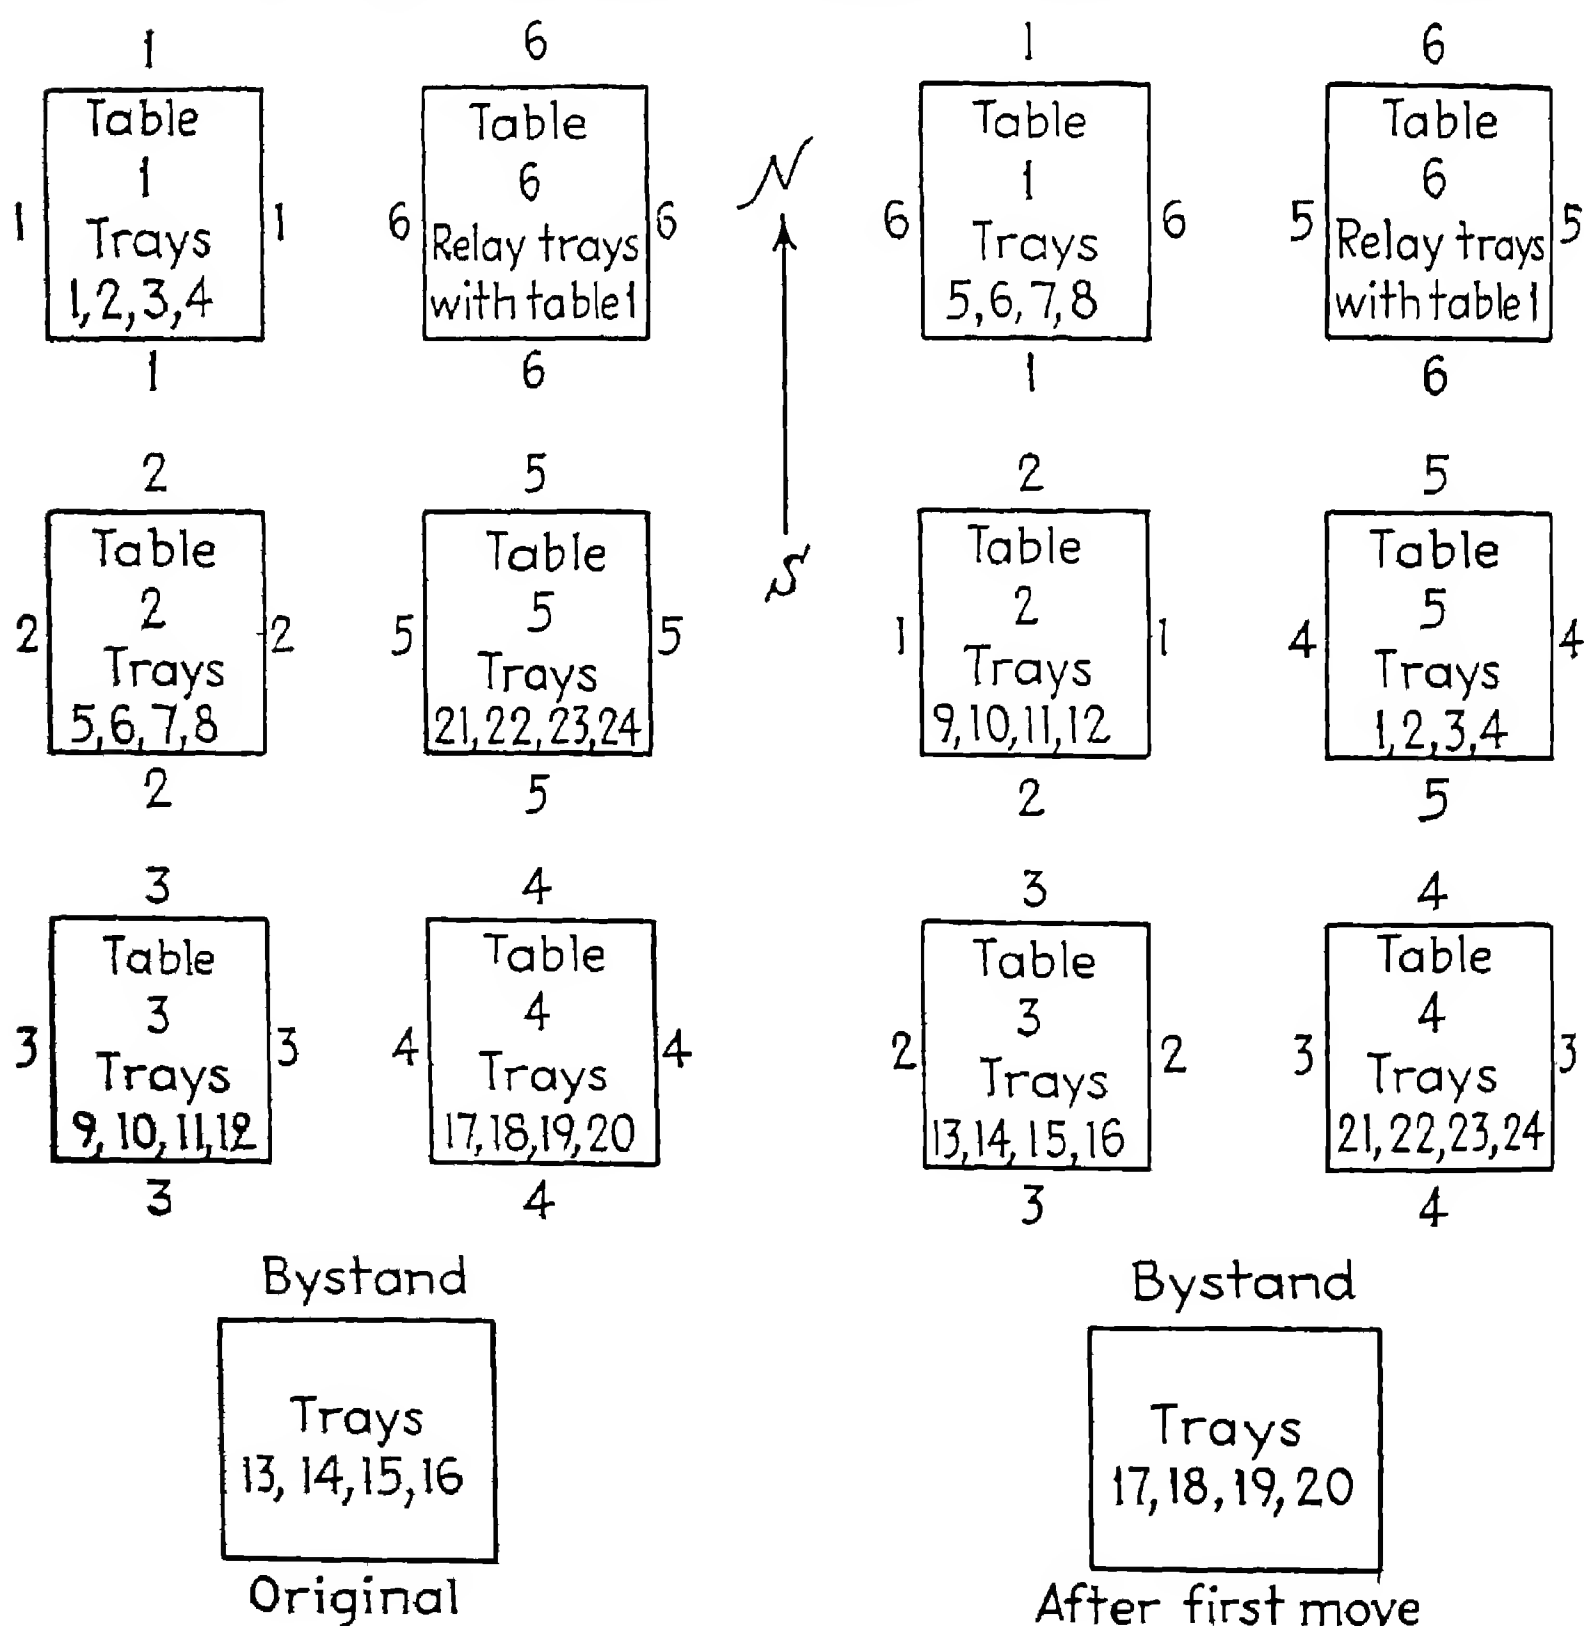 1
Table
1
Trays
1,2,3,4
1
1
1
6
Table
6
Relay trays
with table 1
6
6
6
2
Table
2
Trays
5,6,7,8
2
2
2
5
Table
5
Trays
21,22,23,24
5
5
5
3
Table
3
Trays
9,10,11,12
3
3
3
4
Table
4
Trays
17,18,19,20
4
4
4
Bystand
Trays
13,14,15,16
Original
N
S
1
Table
1
Trays
5,6,7,8
6
6
1
6
Table
6
Relay trays
with table 1
5
5
6
2
Table
2
Trays
9,10,11,12
1
1
2
5
Table
5
Trays
1,2,3,4
4
4
5
3
Table
3
Trays
13,14,15,16
2
2
3
4
Table
4
Trays
21,22,23,24
3
3
4
Bystand
Trays
17,18,19,20
After first move